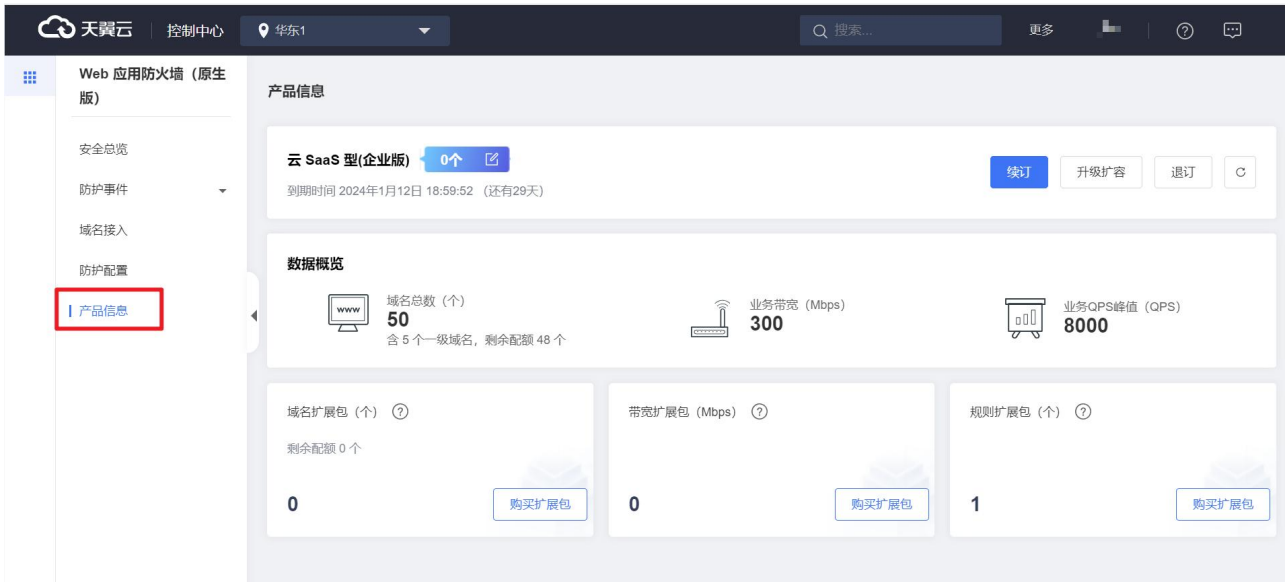 天翼云
控制中心
华东1
搜索...
更多
Web 应用防火墙（原生
版）
安全总览
防护事件
域名接入
防护配置
产品信息
产品信息
云 SaaS 型(企业版)
0个
到期时间 2024年1月12日 18:59:52 （还有29天）
续订
升级扩容
退订
数据概览
www
域名总数（个）
50
含 5 个一级域名，剩余配额 48 个
业务带宽（Mbps）
300
业务QPS峰值（QPS）
8000
域名扩展包（个）
剩余配额 0 个
0
购买扩展包
带宽扩展包（Mbps）
0
购买扩展包
规则扩展包（个）
1
购买扩展包